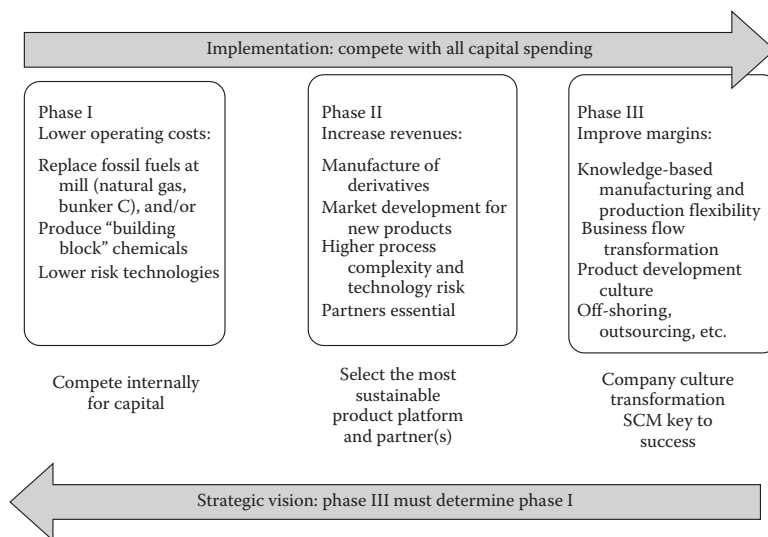 Implementation: compete with all capital spending
Phase I
Lower operating costs:
Replace fossil fuels at
mill (natural gas,
bunker C), and/or
Produce “building
block” chemicals
Lower risk technologies
Phase II
Increase revenues:
Manufacture of
derivatives
Market development for
new products
Higher process
complexity and
technology risk
Partners essential
Phase III
Improve margins:
Knowledge-based
manufacturing and
production flexibility
Business flow
transformation
Product development
culture
Off-shoring,
outsourcing, etc.
Compete internally
for capital
Select the most
sustainable
product platform
and partner(s)
Company culture
transformation
SCM key to
success
Strategic vision: phase III must determine phase I